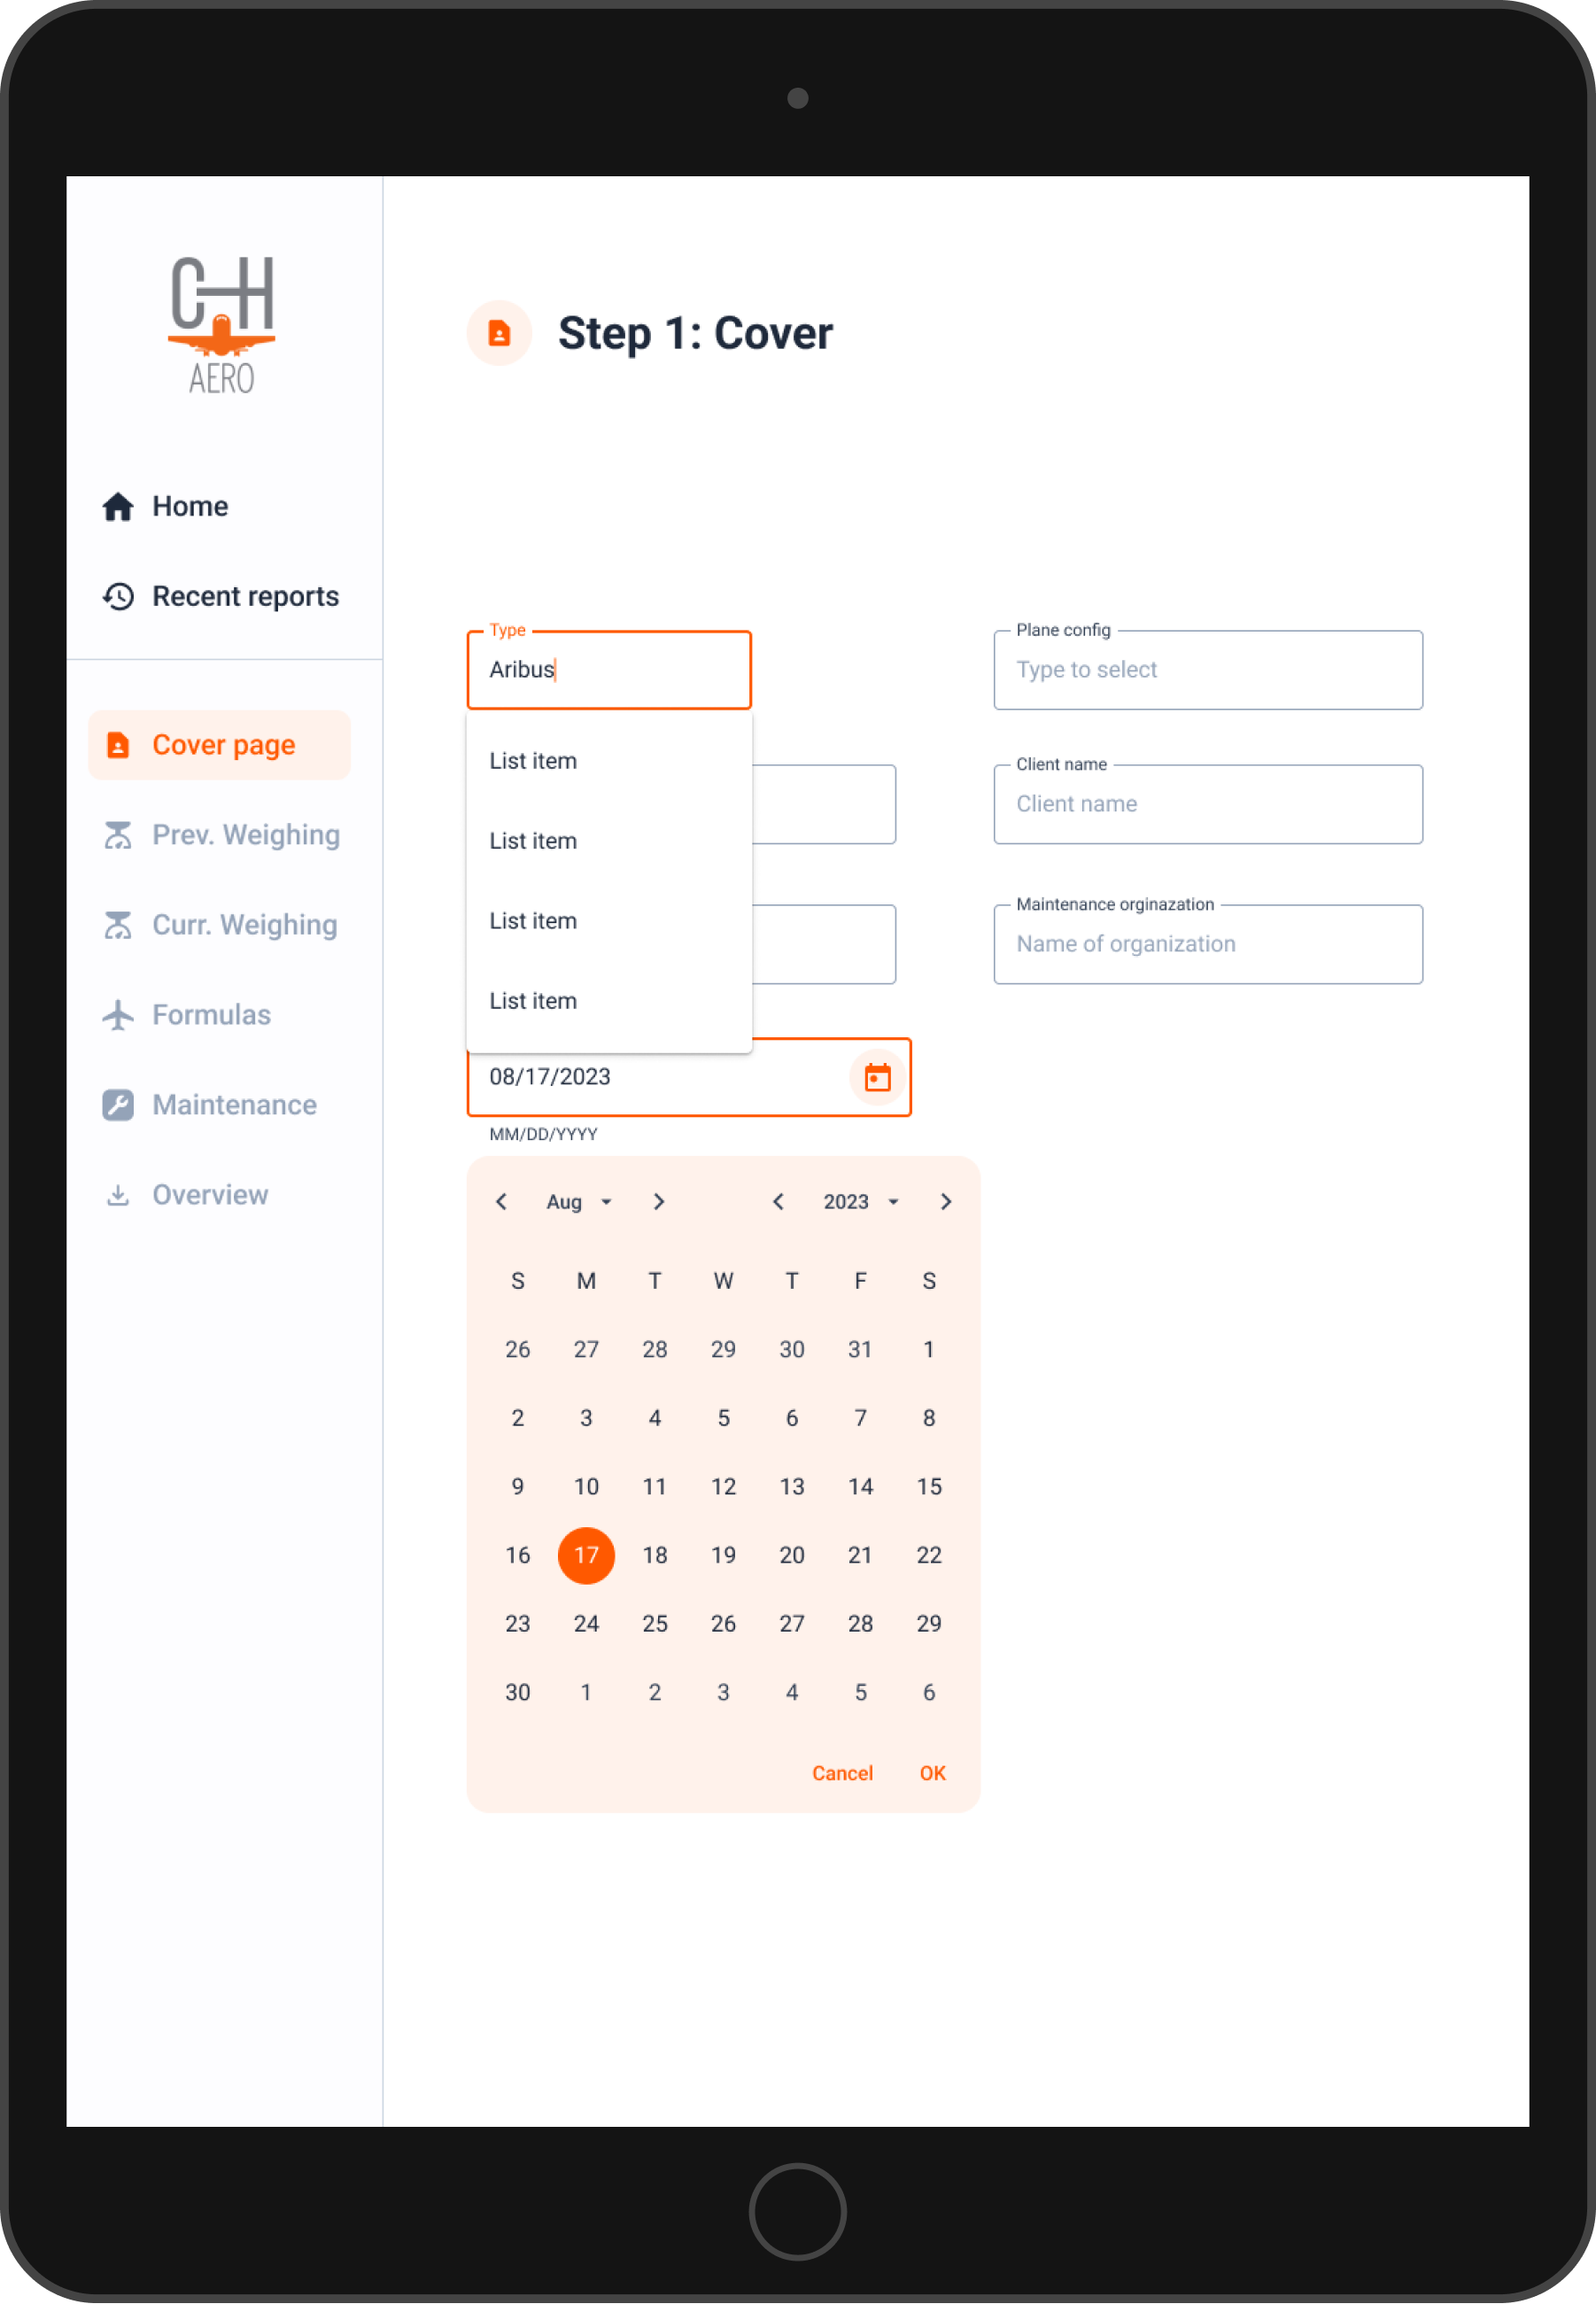 CH
AERO
Home
Recent reports
Cover page
Prev. Weighing
Curr. Weighing
Formulas
Maintenance
Overview
Step 1: Cover
Type
Aribus
List item
List item
List item
List item
Plane config
Type to select
Client name
Client name
Maintenance orginazation
Name of organization
08/17/2023
MM/DD/YYYY
Aug 2023
S M T W T F S
26 27 28 29 30 31 1
2 3 4 5 6 7 8
9 10 11 12 13 14 15
16 17 18 19 20 21 22
23 24 25 26 27 28 29
30 1 2 3 4 5 6
Cancel OK